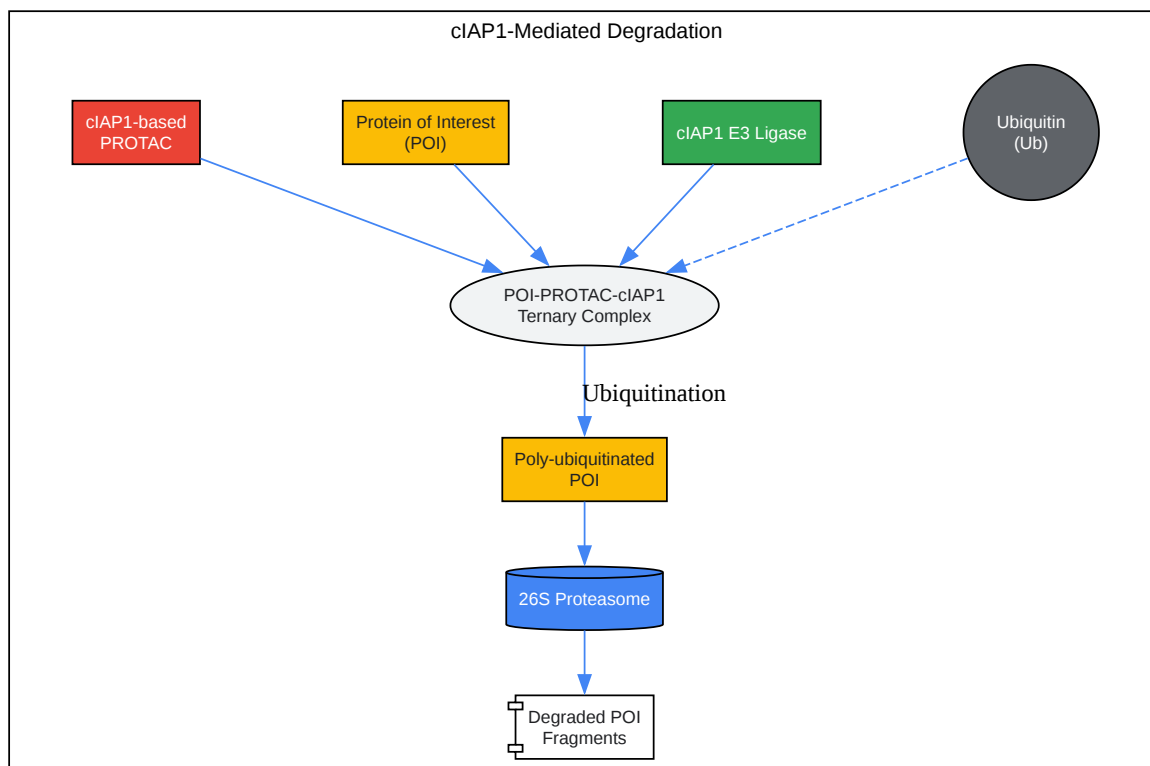 cIAP1-Mediated Degradation
cIAP1-based
PROTAC
Protein of Interest
(POI)
cIAP1 E3 Ligase
Ubiquitin
(Ub)
POI-PROTAC-cIAP1
Ternary Complex
Ubiquitination
Poly-ubiquitinated
POI
26S Proteasome
Degraded POI
Fragments